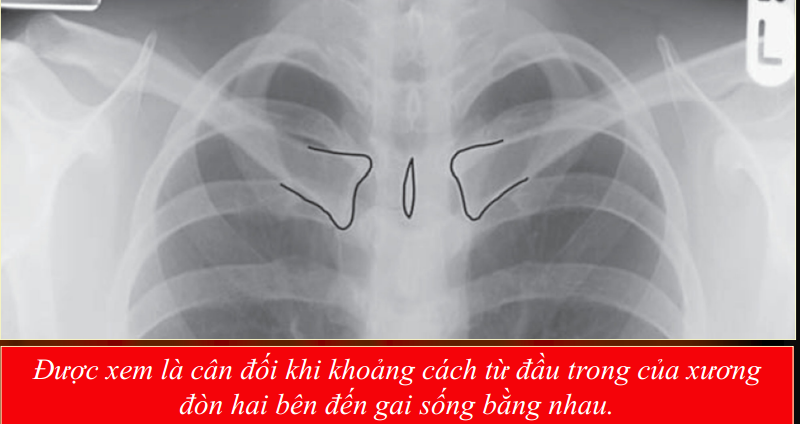 L
Được xem là cân đối khi khoảng cách từ đầu trong của xương
đòn hai bên đến gai sống bằng nhau.